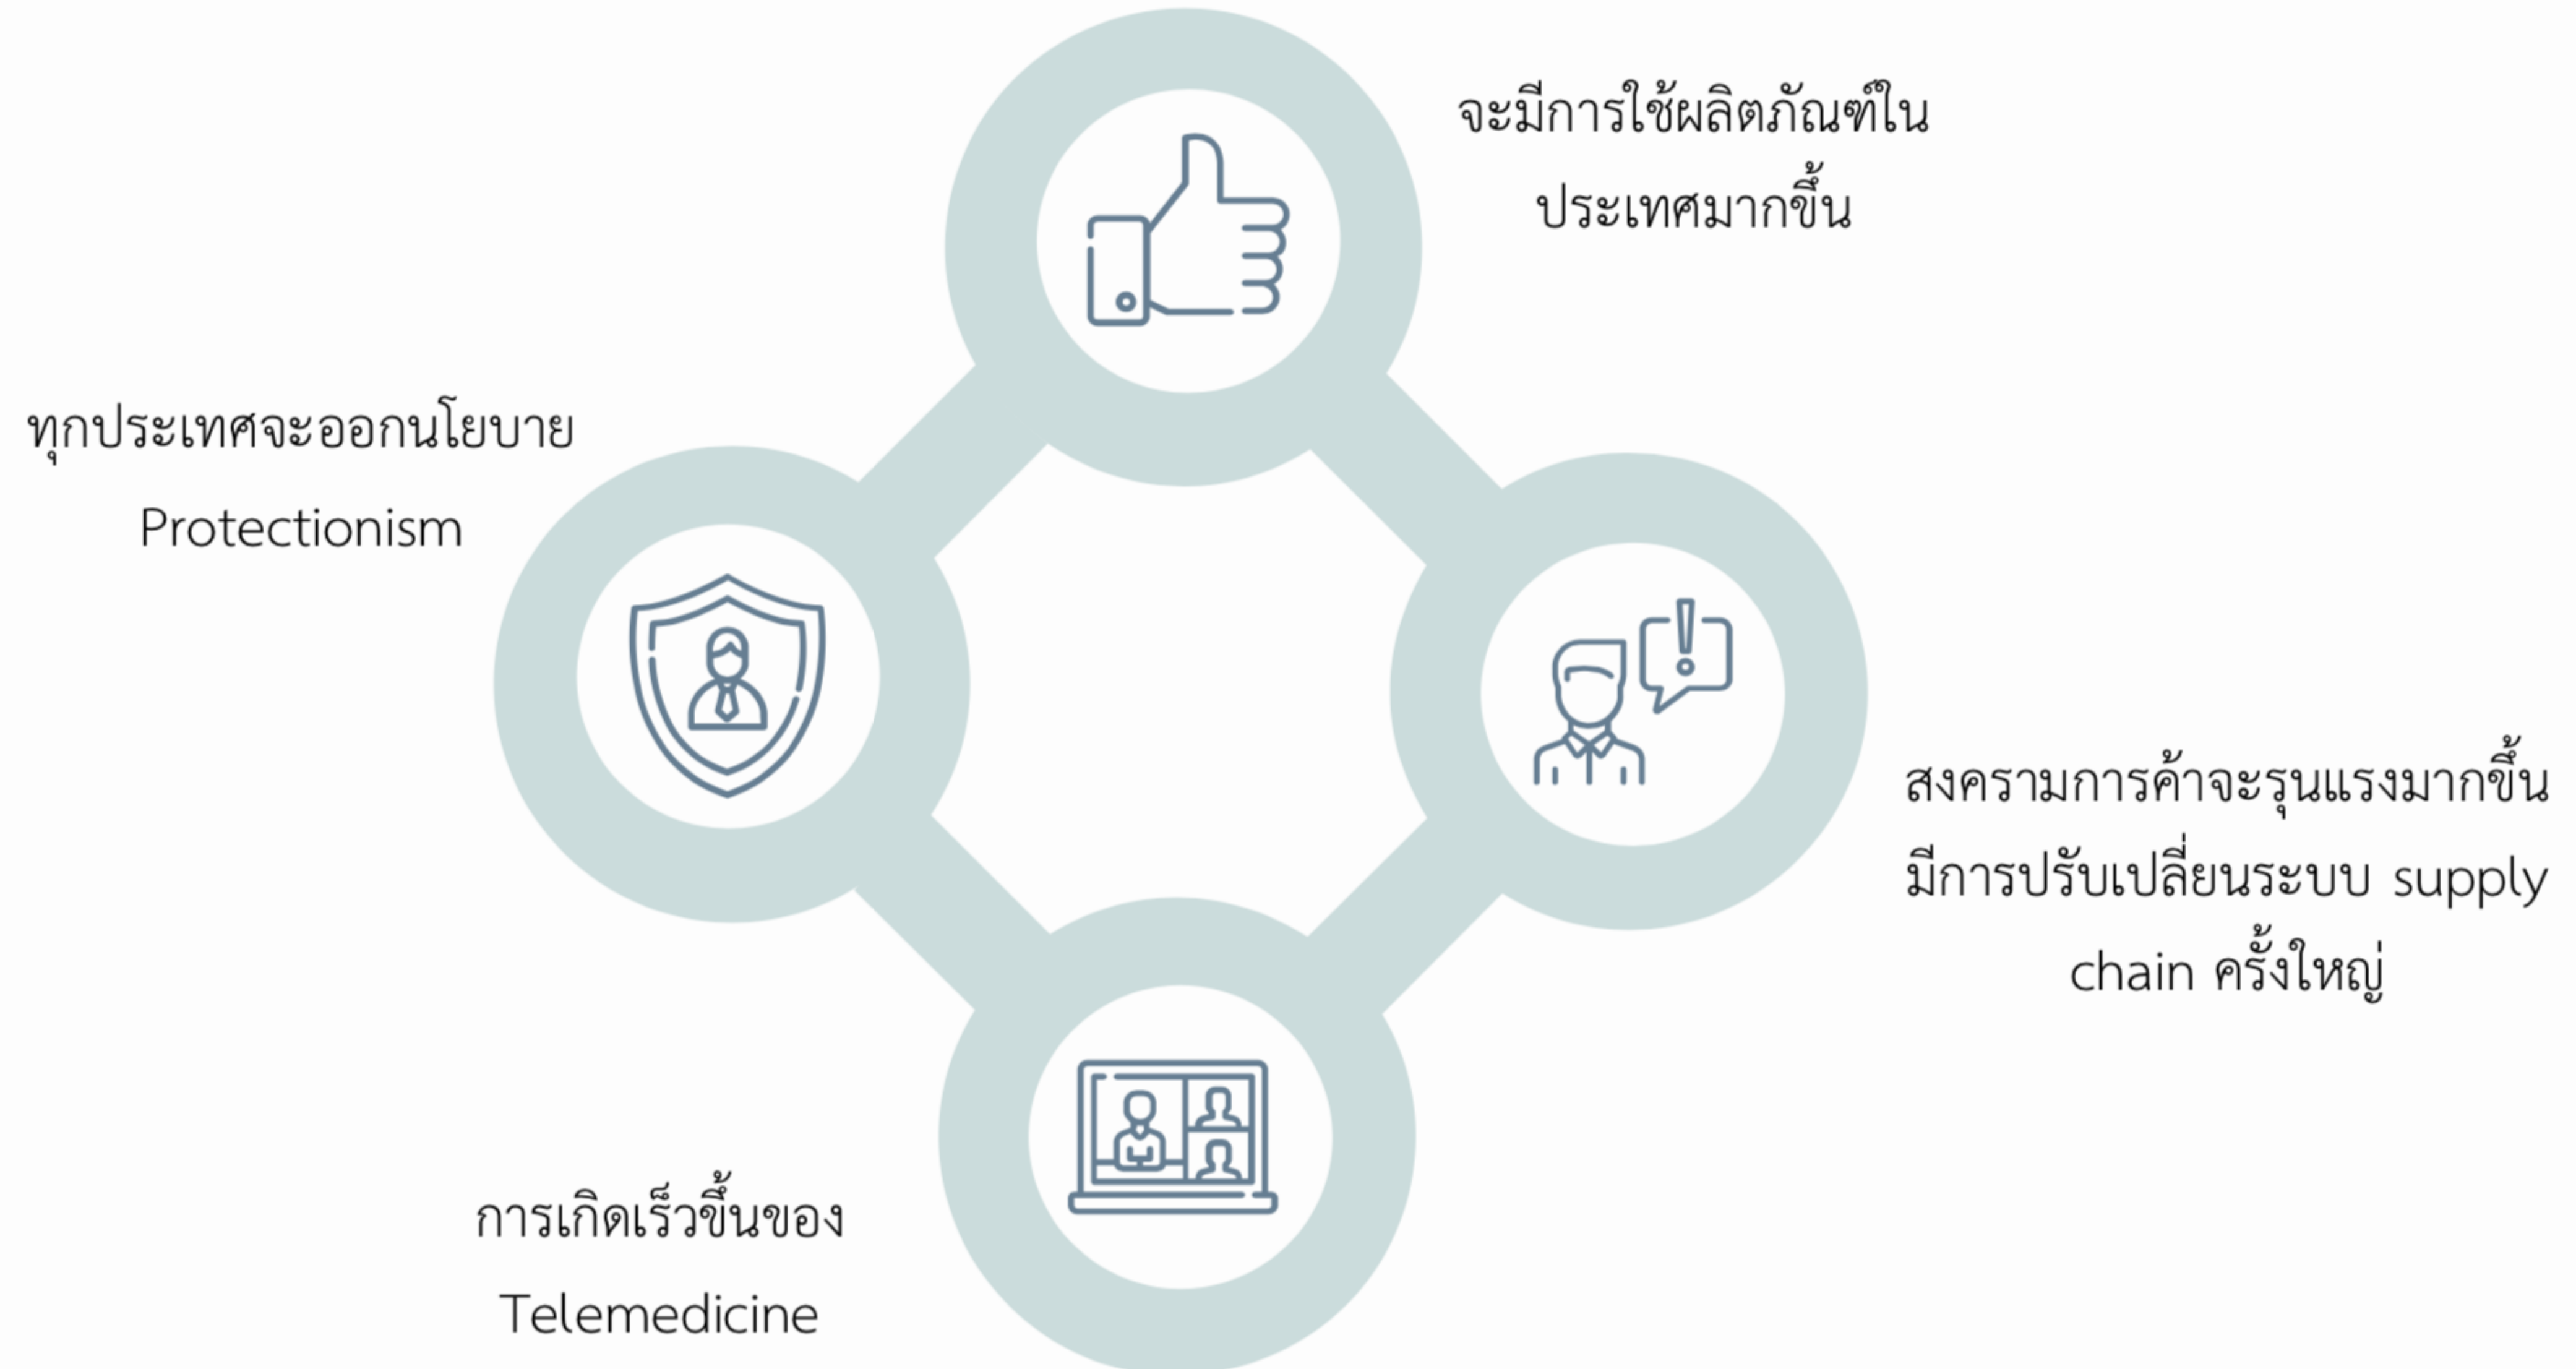 จะมีการใช้ผลิตภัณฑ์ใน
ประเทศมากขึ้น
ทุกประเทศจะออกนโยบาย
Protectionism
สงครามการค้าจะรุนแรงมากขึ้น
มีการปรับเปลี่ยนระบบ supply
chain ครั้งใหญ่
การเกิดเร็วขึ้นของ
Telemedicine